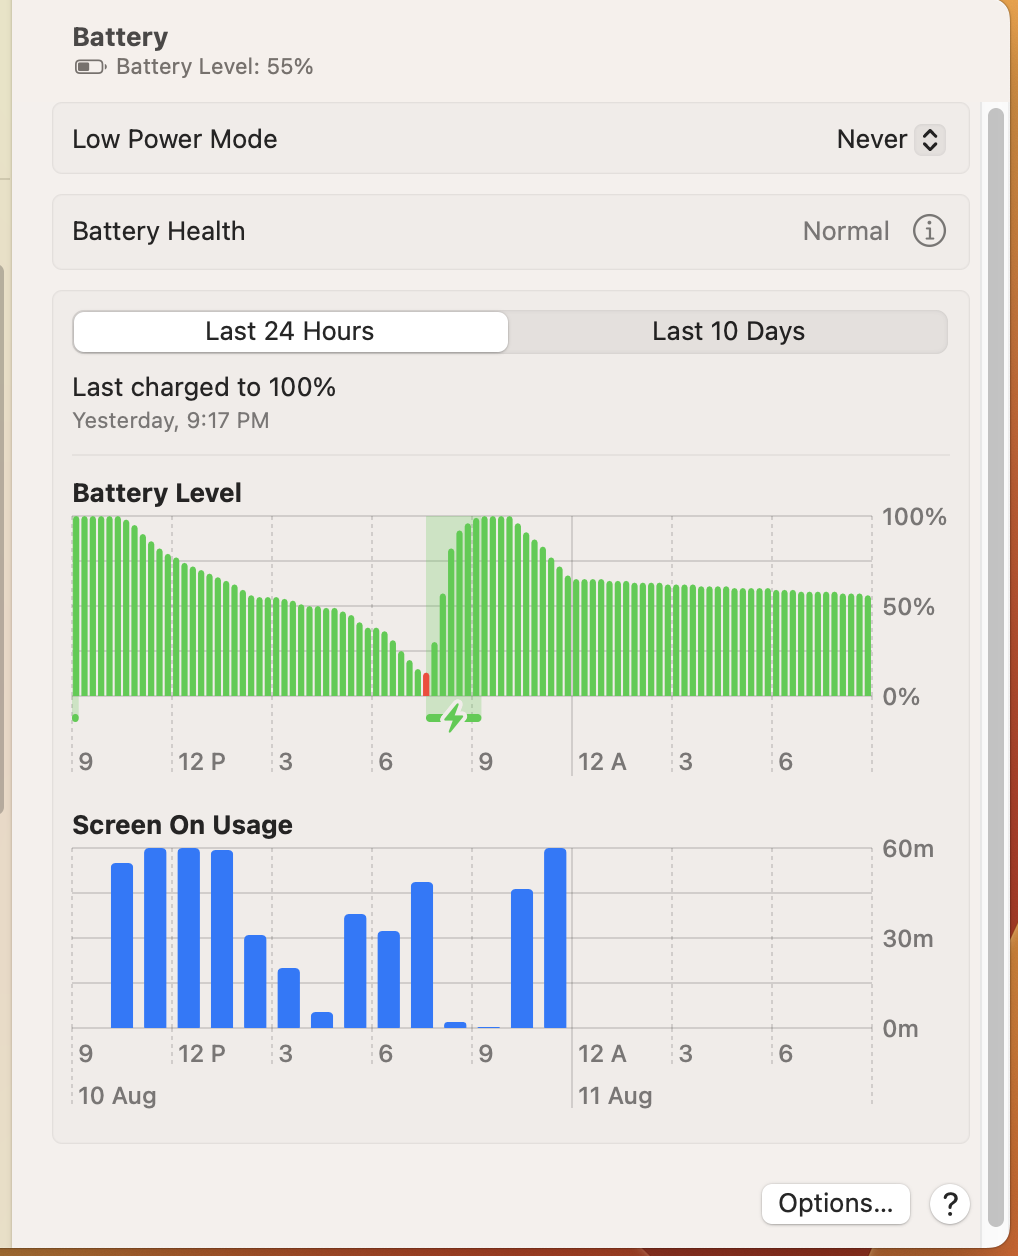 Battery
Battery Level: 55%
Low Power Mode Never
Battery Health Normal
Last 24 Hours Last 10 Days
Last charged to 100%
Yesterday, 9:17 PM
Battery Level
100%
50%
0%
9 12 P 3 6 9 12 A 3 6
Screen On Usage
60m
30m
0m
9 12 P 3 6 9 12 A 3 6
10 Aug 11 Aug
Options... ?